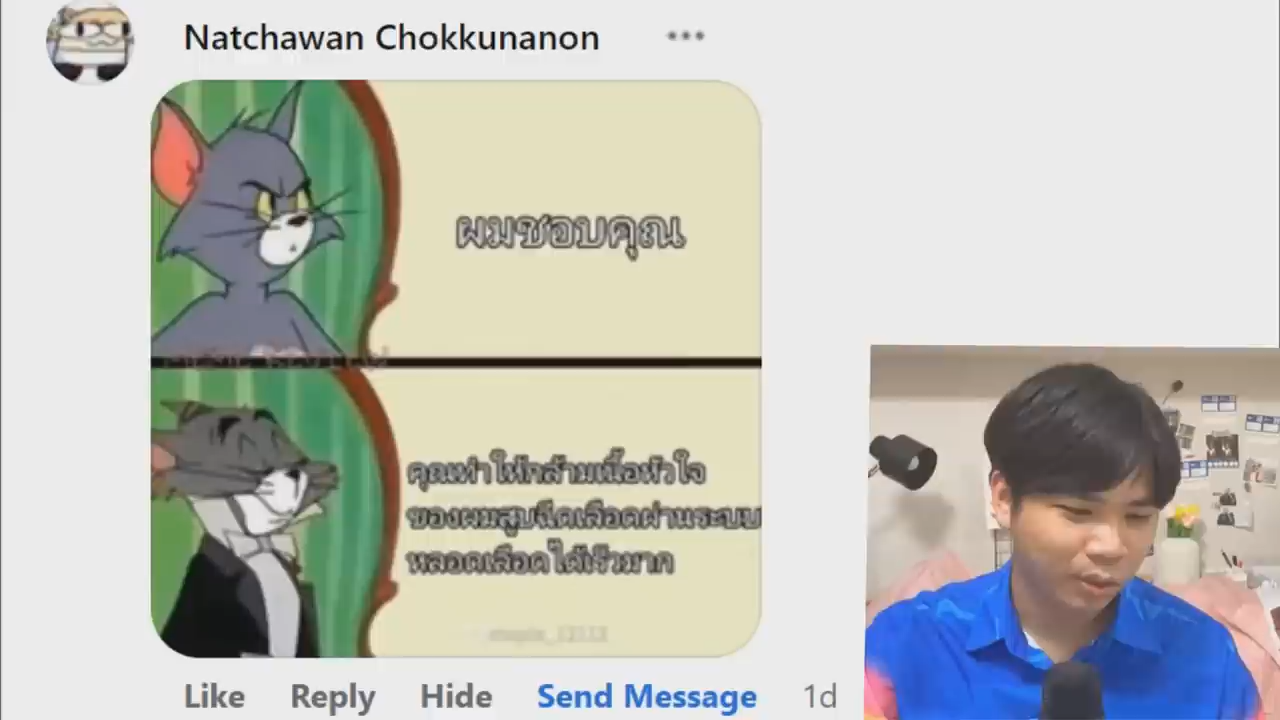 Natchawan Chokkunanon
ผมชอบคุณ
คุณทำให้กล้ามเนื้อหัวใจ
ของผมสูบฉีดเลือดผ่านระบบ
หลอดเลือดได้เร็วมาก
Like Reply Hide Send Message 1d